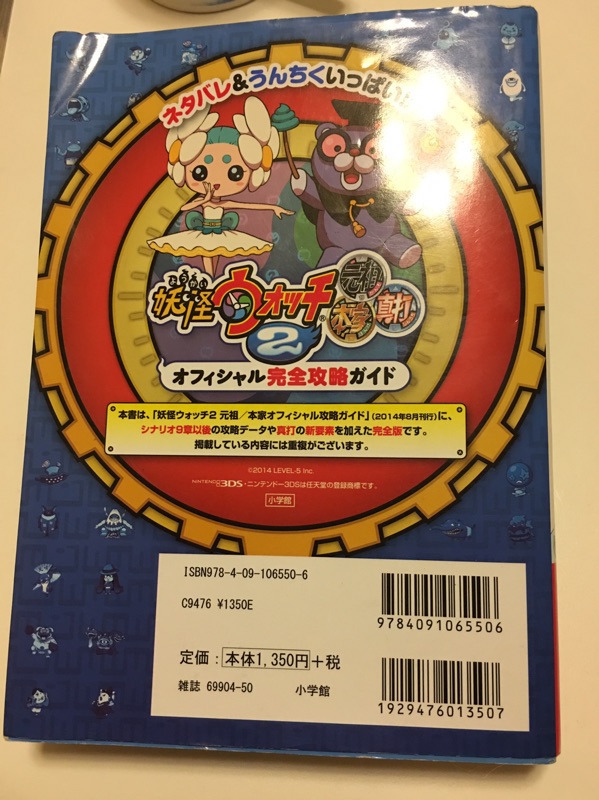 ネタバレ&うんちくいっぱい
ようかい
妖怪ウォッチ®
2
元祖
本家
真打
オフィシャル完全攻略ガイド
本書は、「妖怪ウォッチ2 元祖／本家オフィシャル攻略ガイド」(2014年8月刊行)に、
シナリオ9章以後の攻略データや真打の新要素を加えた完全版です。
掲載している内容には重複がございます。
©2014 LEVEL-5 Inc.
NINTENDO3DS・ニンテンドー3DSは任天堂の登録商標です。
小学館
ISBN978-4-09-106550-6
C9476 ¥1350E
9784091065506
定価：本体1,350円＋税
雑誌 69904-50 小学館
1929476013507